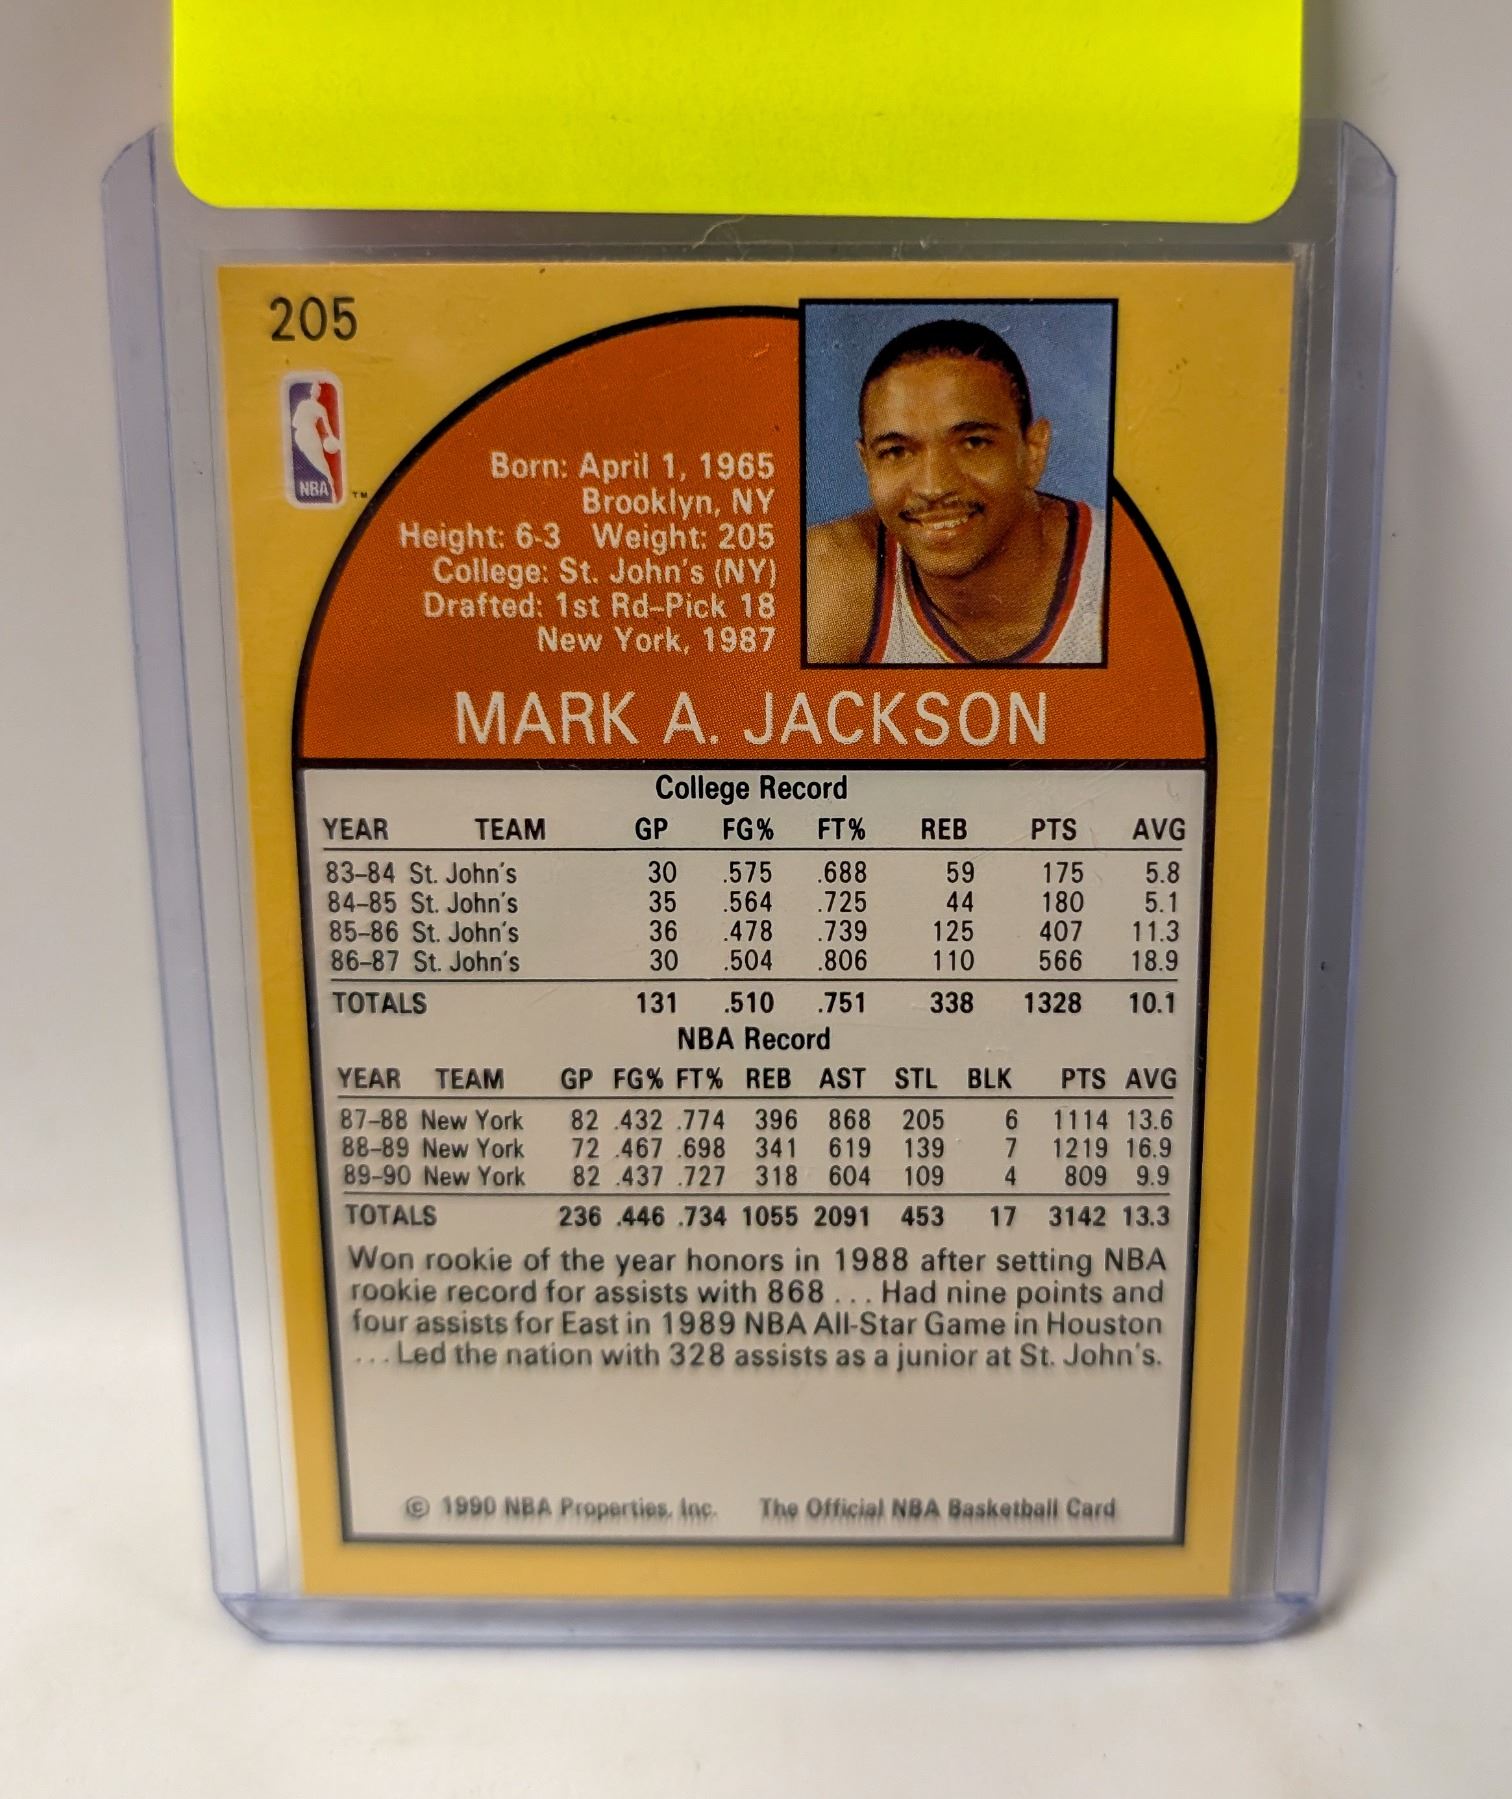 205
NBA
™
Born: April 1, 1965
Brooklyn, NY
Height: 6-3 Weight: 205
College: St. John's (NY)
Drafted: 1st Rd-Pick 18
New York, 1987
MARK A. JACKSON
College Record
YEAR TEAM GP FG% FT% REB PTS AVG
83-84 St. John's 30 .575 .688 59 175 5.8
84-85 St. John's 35 .564 .725 44 180 5.1
85-86 St. John's 36 .478 .739 125 407 11.3
86-87 St. John's 30 .504 .806 110 566 18.9
TOTALS 131 .510 .751 338 1328 10.1
NBA Record
YEAR TEAM GP FG% FT% REB AST STL BLK PTS AVG
87-88 New York 82 .432 .774 396 868 205 6 1114 13.6
88-89 New York 72 .467 .698 341 619 139 7 1219 16.9
89-90 New York 82 .437 .727 318 604 109 4 809 9.9
TOTALS 236 .446 .734 1055 2091 453 17 3142 13.3
Won rookie of the year honors in 1988 after setting NBA
rookie record for assists with 868 ... Had nine points and
four assists for East in 1989 NBA All-Star Game in Houston
... Led the nation with 328 assists as a junior at St. John's.
© 1990 NBA Properties, Inc. The Official NBA Basketball Card